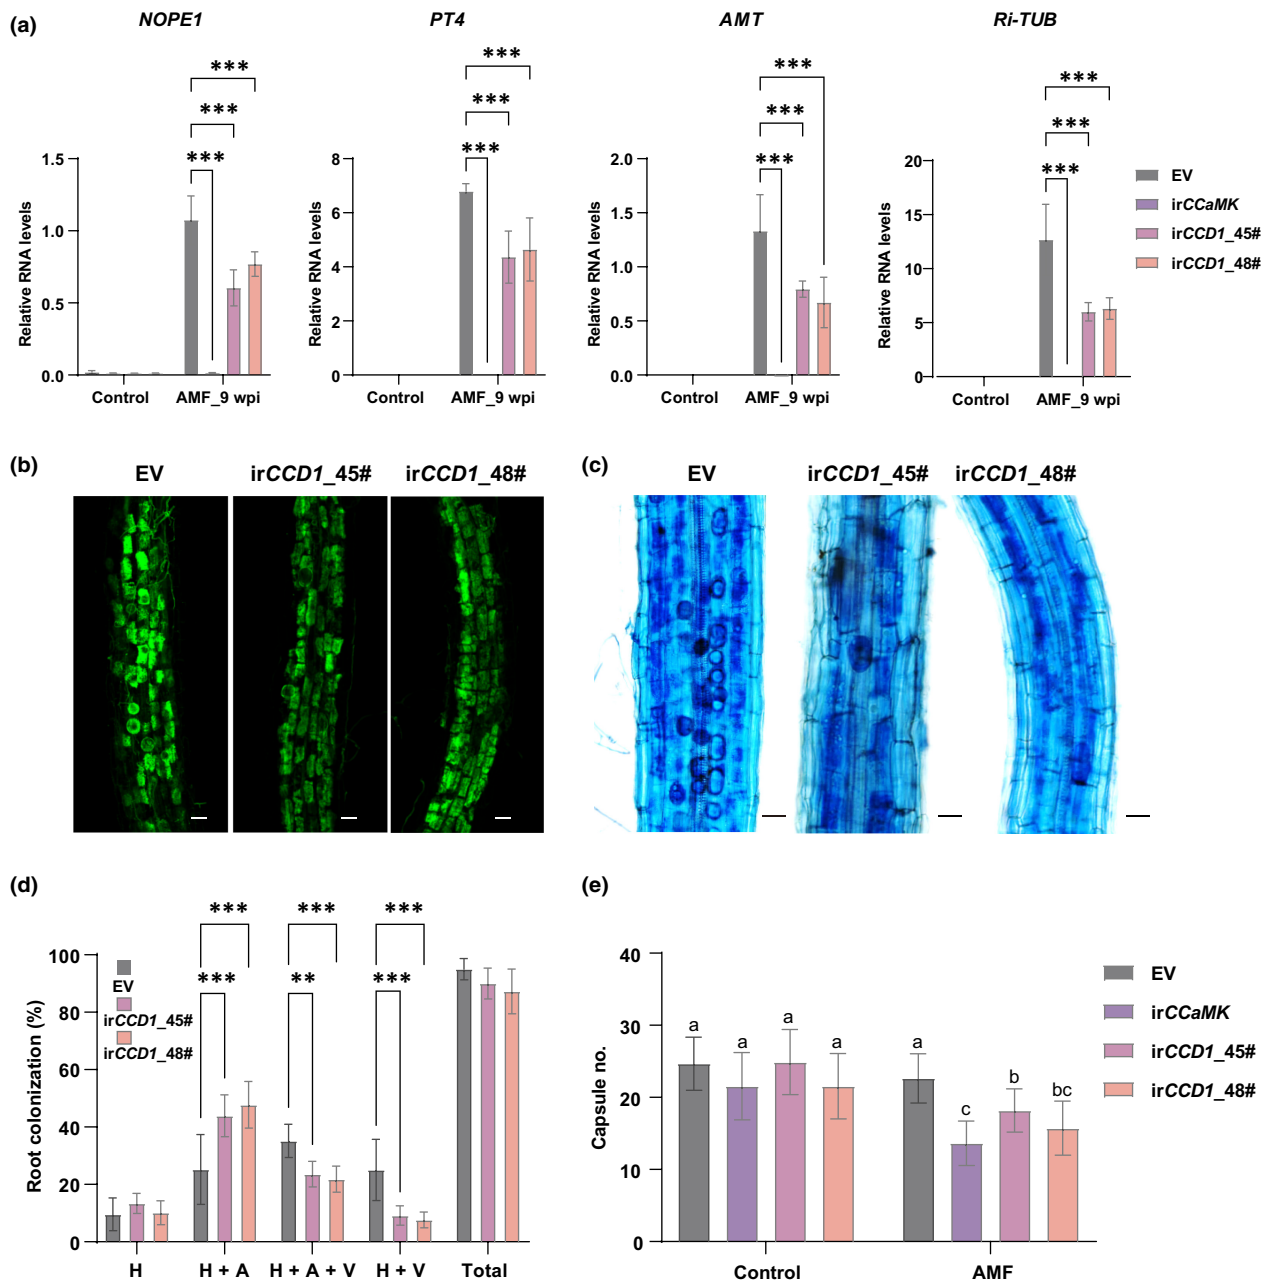 (a)
NOPE1
PT4
AMT
Ri-TUB
***
***
***
Relative RNA levels
1.5
1.0
0.5
0.0
Control
AMF_9 wpi
***
***
***
Relative RNA levels
8
6
4
2
0
Control
AMF_9 wpi
***
***
***
Relative RNA levels
2.0
1.5
1.0
0.5
0.0
Control
AMF_9 wpi
***
***
***
Relative RNA levels
20
15
10
5
0
Control
AMF_9 wpi
EV
irCCaMK
irCCD1_45#
irCCD1_48#
(b)
EV
irCCD1_45#
irCCD1_48#
(c)
EV
irCCD1_45#
irCCD1_48#
(d)
*** *** ***
*** ** ***
Root colonization (%)
100
80
60
40
20
0
EV
irCCD1_45#
irCCD1_48#
H
H + A
H + A + V
H + V
Total
(e)
Capsule no.
40
30
20
10
0
a a a a a c b bc
Control
AMF
EV
irCCaMK
irCCD1_45#
irCCD1_48#